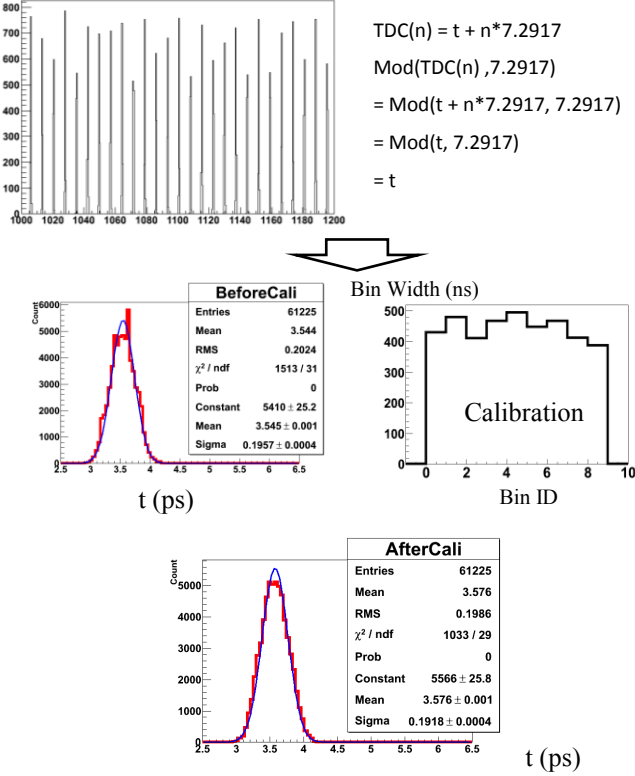 800
700
600
500
400
300
200
100
0
1000 1020 1040 1060 1080 1100 1120 1140 1160 1180 1200
TDC(n) = t + n*7.2917
Mod(TDC(n) ,7.2917)
= Mod(t + n*7.2917, 7.2917)
= Mod(t, 7.2917)
= t
Count
6000
5000
4000
3000
2000
1000
0
2.5 3 3.5 4 4.5 5 5.5 6 6.5
t (ps)
BeforeCali
Entries 61225
Mean 3.544
RMS 0.2024
χ² / ndf 1513 / 31
Prob 0
Constant 5410 ± 25.2
Mean 3.545 ± 0.001
Sigma 0.1957 ± 0.0004
Bin Width (ns)
500
400
300
200
100
0
0 2 4 6 8 10
Calibration
Bin ID
Count
5000
4000
3000
2000
1000
0
2.5 3 3.5 4 4.5 5 5.5 6 6.5
AfterCali
Entries 61225
Mean 3.576
RMS 0.1986
χ² / ndf 1033 / 29
Prob 0
Constant 5566 ± 25.8
Mean 3.576 ± 0.001
Sigma 0.1918 ± 0.0004
t (ps)